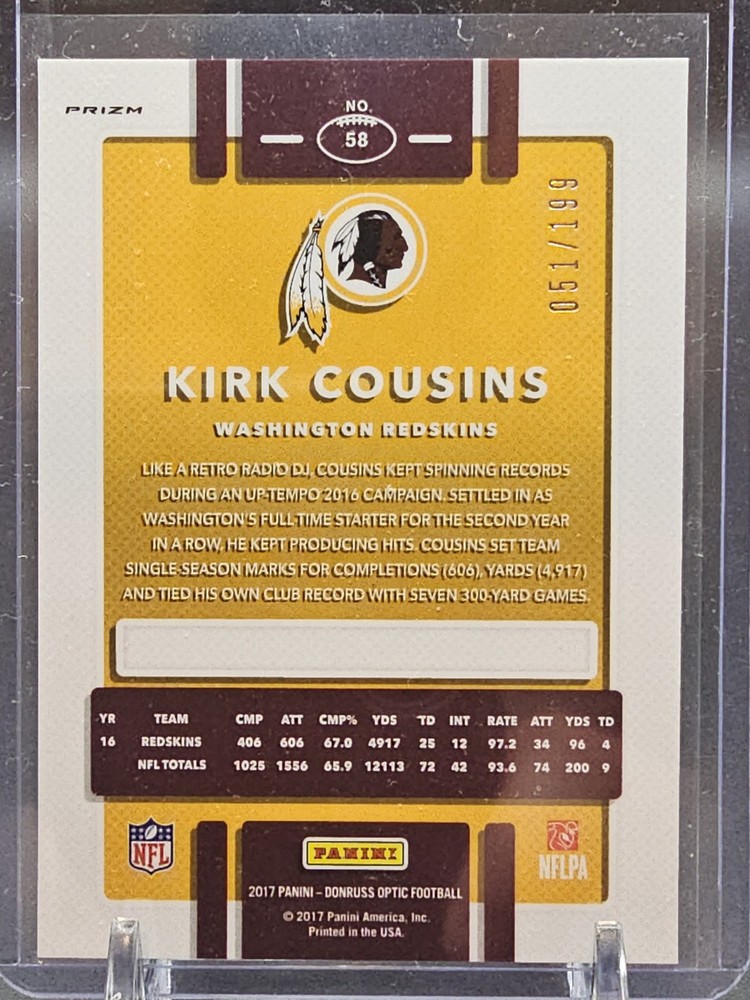 PRIZM
NO.
58
051/199
KIRK COUSINS
WASHINGTON REDSKINS
LIKE A RETRO RADIO DJ, COUSINS KEPT SPINNING RECORDS
DURING AN UP-TEMPO 2016 CAMPAIGN. SETTLED IN AS
WASHINGTON'S FULL-TIME STARTER FOR THE SECOND YEAR
IN A ROW, HE KEPT PRODUCING HITS. COUSINS SET TEAM
SINGLE-SEASON MARKS FOR COMPLETIONS (606), YARDS (4,917)
AND TIED HIS OWN CLUB RECORD WITH SEVEN 300-YARD GAMES.
YR TEAM CMP ATT CMP% YDS TD INT RATE ATT YDS TD
16 REDSKINS 406 606 67.0 4917 25 12 97.2 34 96 4
NFL TOTALS 1025 1556 65.9 12113 72 42 93.6 74 200 9
NFL
PANINI
NFLPA
2017 PANINI – DONRUSS OPTIC FOOTBALL
© 2017 Panini America, Inc.
Printed in the USA.